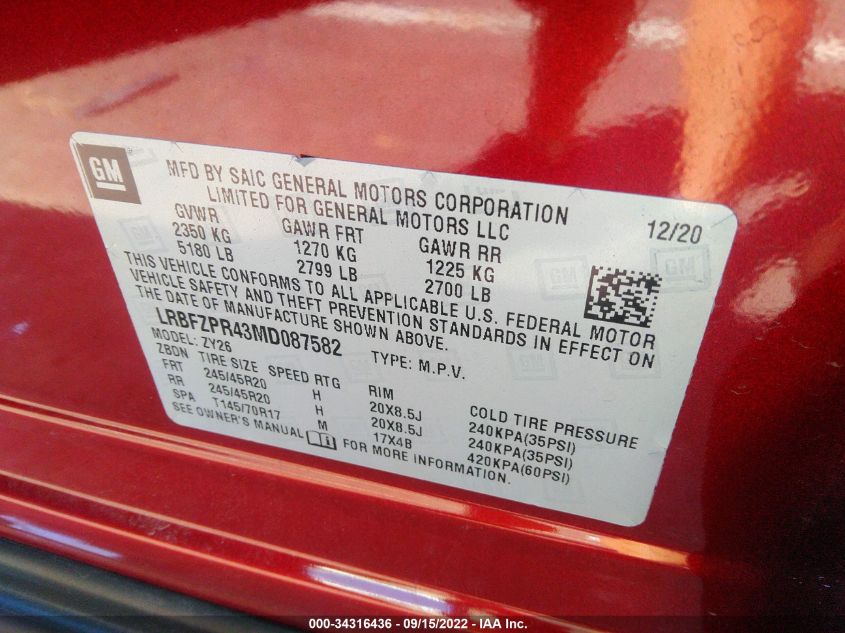 GM
MFD BY SAIC GENERAL MOTORS CORPORATION
LIMITED FOR GENERAL MOTORS LLC
12/20
GVWR GAWR FRT GAWR RR
2350 KG 1270 KG 1225 KG
5180 LB 2799 LB 2700 LB
THIS VEHICLE CONFORMS TO ALL APPLICABLE U.S. FEDERAL MOTOR
VEHICLE SAFETY AND THEFT PREVENTION STANDARDS IN EFFECT ON
THE DATE OF MANUFACTURE SHOWN ABOVE.
LRBFZPR43MD087582 TYPE: M.P.V.
MODEL: ZY26
ZBDN TIRE SIZE SPEED RTG RIM COLD TIRE PRESSURE
FRT 245/45R20 H 20X8.5J 240KPA(35PSI)
RR 245/45R20 H 20X8.5J 240KPA(35PSI)
SPA T145/70R17 M 17X4B 420KPA(60PSI)
SEE OWNER'S MANUAL FOR MORE INFORMATION.
000-34316436 - 09/15/2022 - IAA Inc.